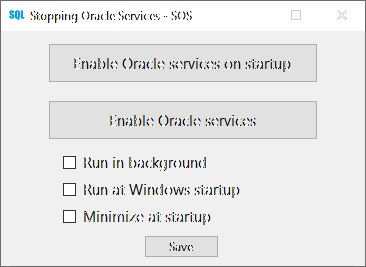 SQL Stopping Oracle Services - SOS
Enable Oracle services on startup
Enable Oracle services
Run in background
Run at Windows startup
Minimize at startup
Save